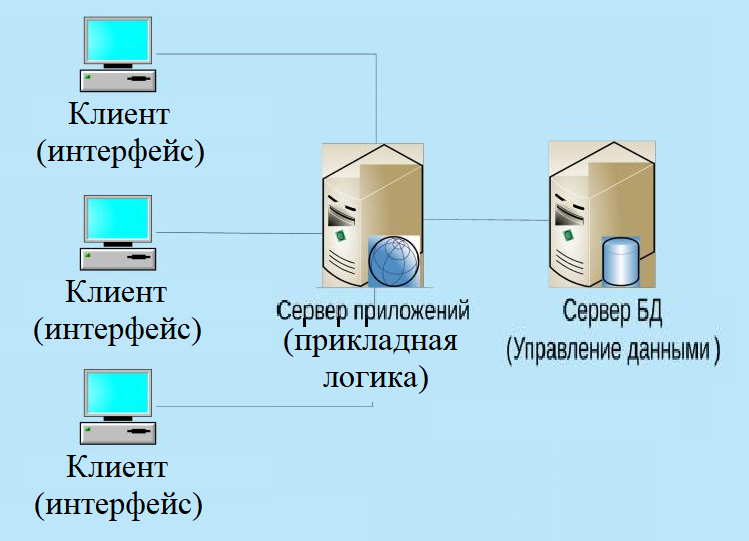 Клиент
(интерфейс)
Клиент
(интерфейс)
Клиент
(интерфейс)
Сервер приложений
(прикладная
логика)
Сервер БД
(Управление данными )